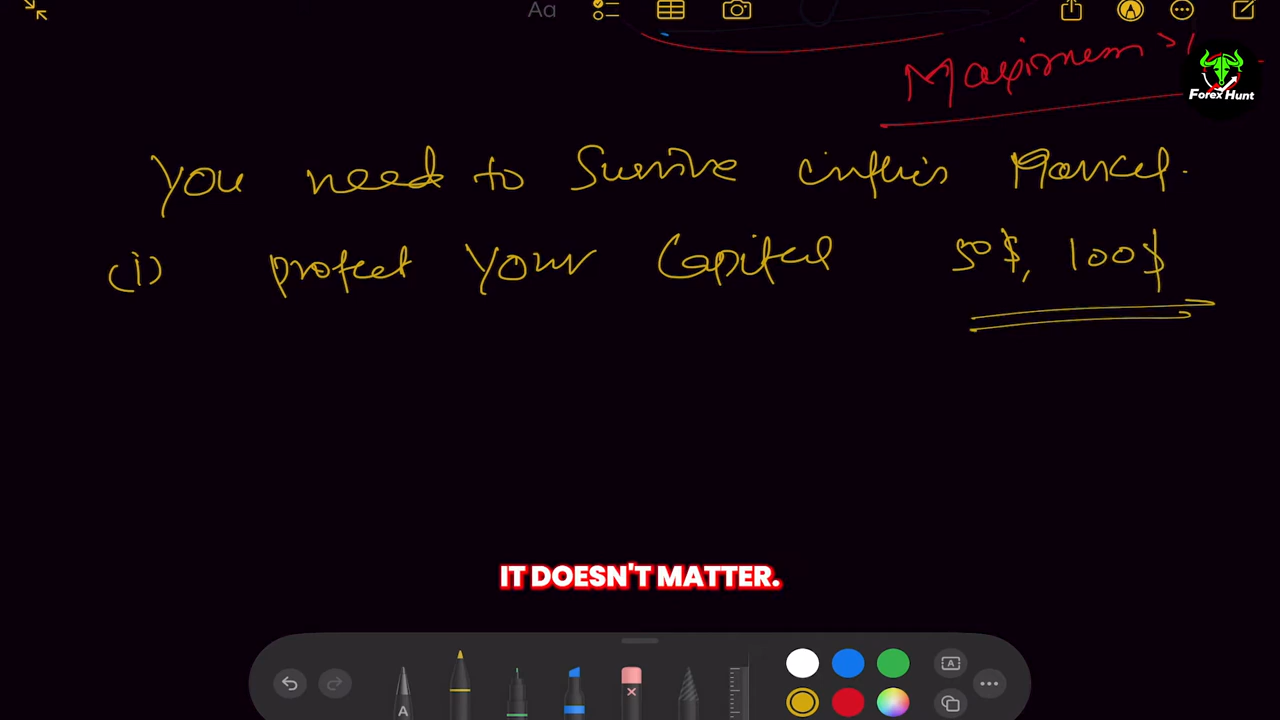 Aa
Maximum
Forex Hunt
You need to Survive in this Market.
(1) protect Your Capital 50$, 100$
IT DOESN'T MATTER.
A
A